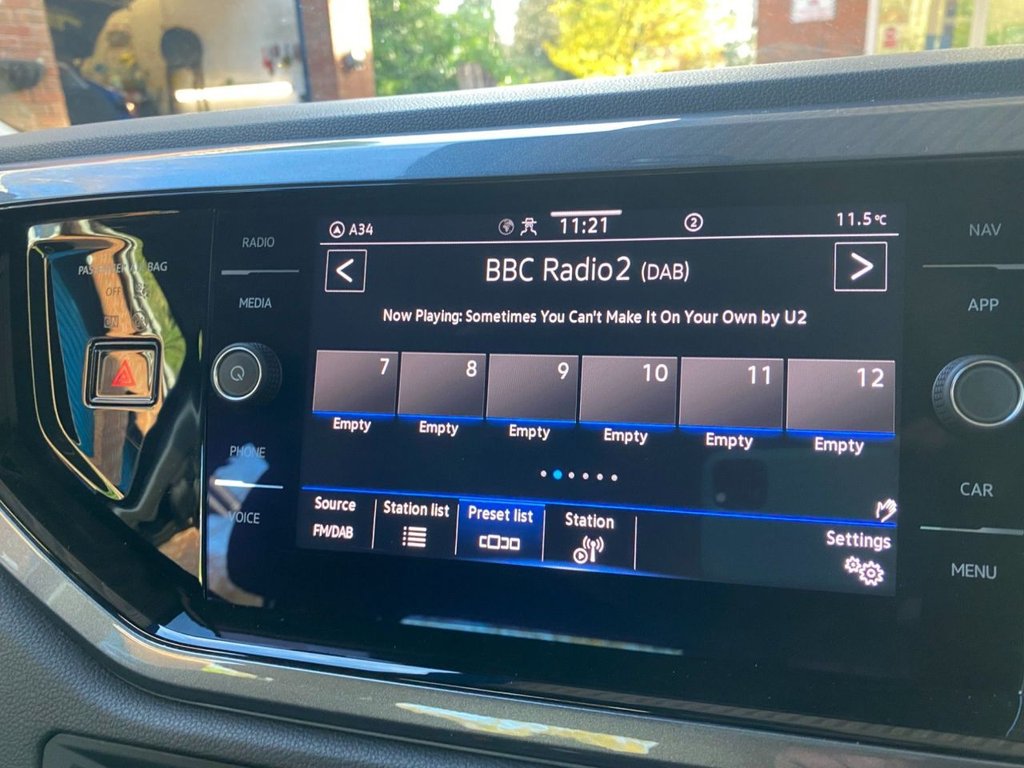 A34
11:21
2
11.5°C
BBC Radio2 (DAB)
<
>
Now Playing: Sometimes You Can't Make It On Your Own by U2
7
8
9
10
11
12
Empty
Empty
Empty
Empty
Empty
Empty
Source
FM/DAB
Station list
Preset list
Station
Settings
RADIO
MEDIA
PHONE
VOICE
NAV
APP
CAR
MENU
OFF